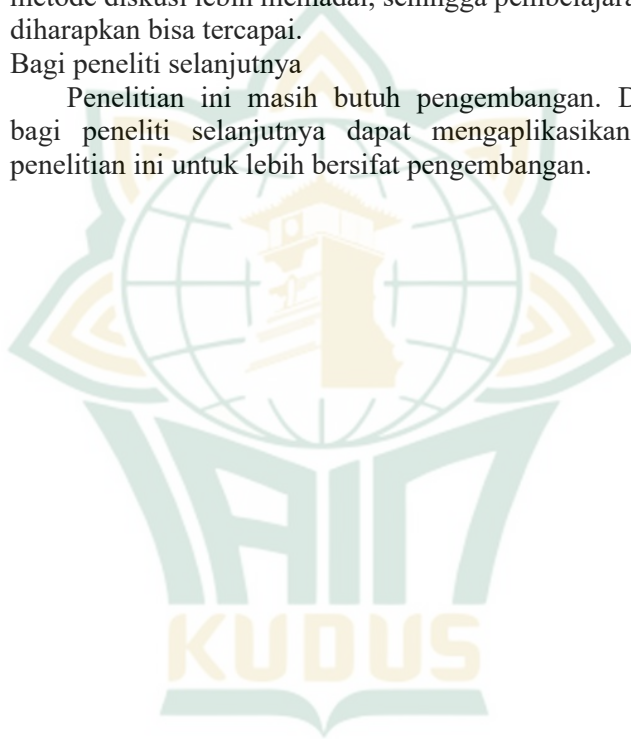 metode diskusi lebih memadai, sehingga pembelajara
diharapkan bisa tercapai.
Bagi peneliti selanjutnya
Penelitian ini masih butuh pengembangan. D
bagi peneliti selanjutnya dapat mengaplikasikan
penelitian ini untuk lebih bersifat pengembangan.
IAIN
KUDUS